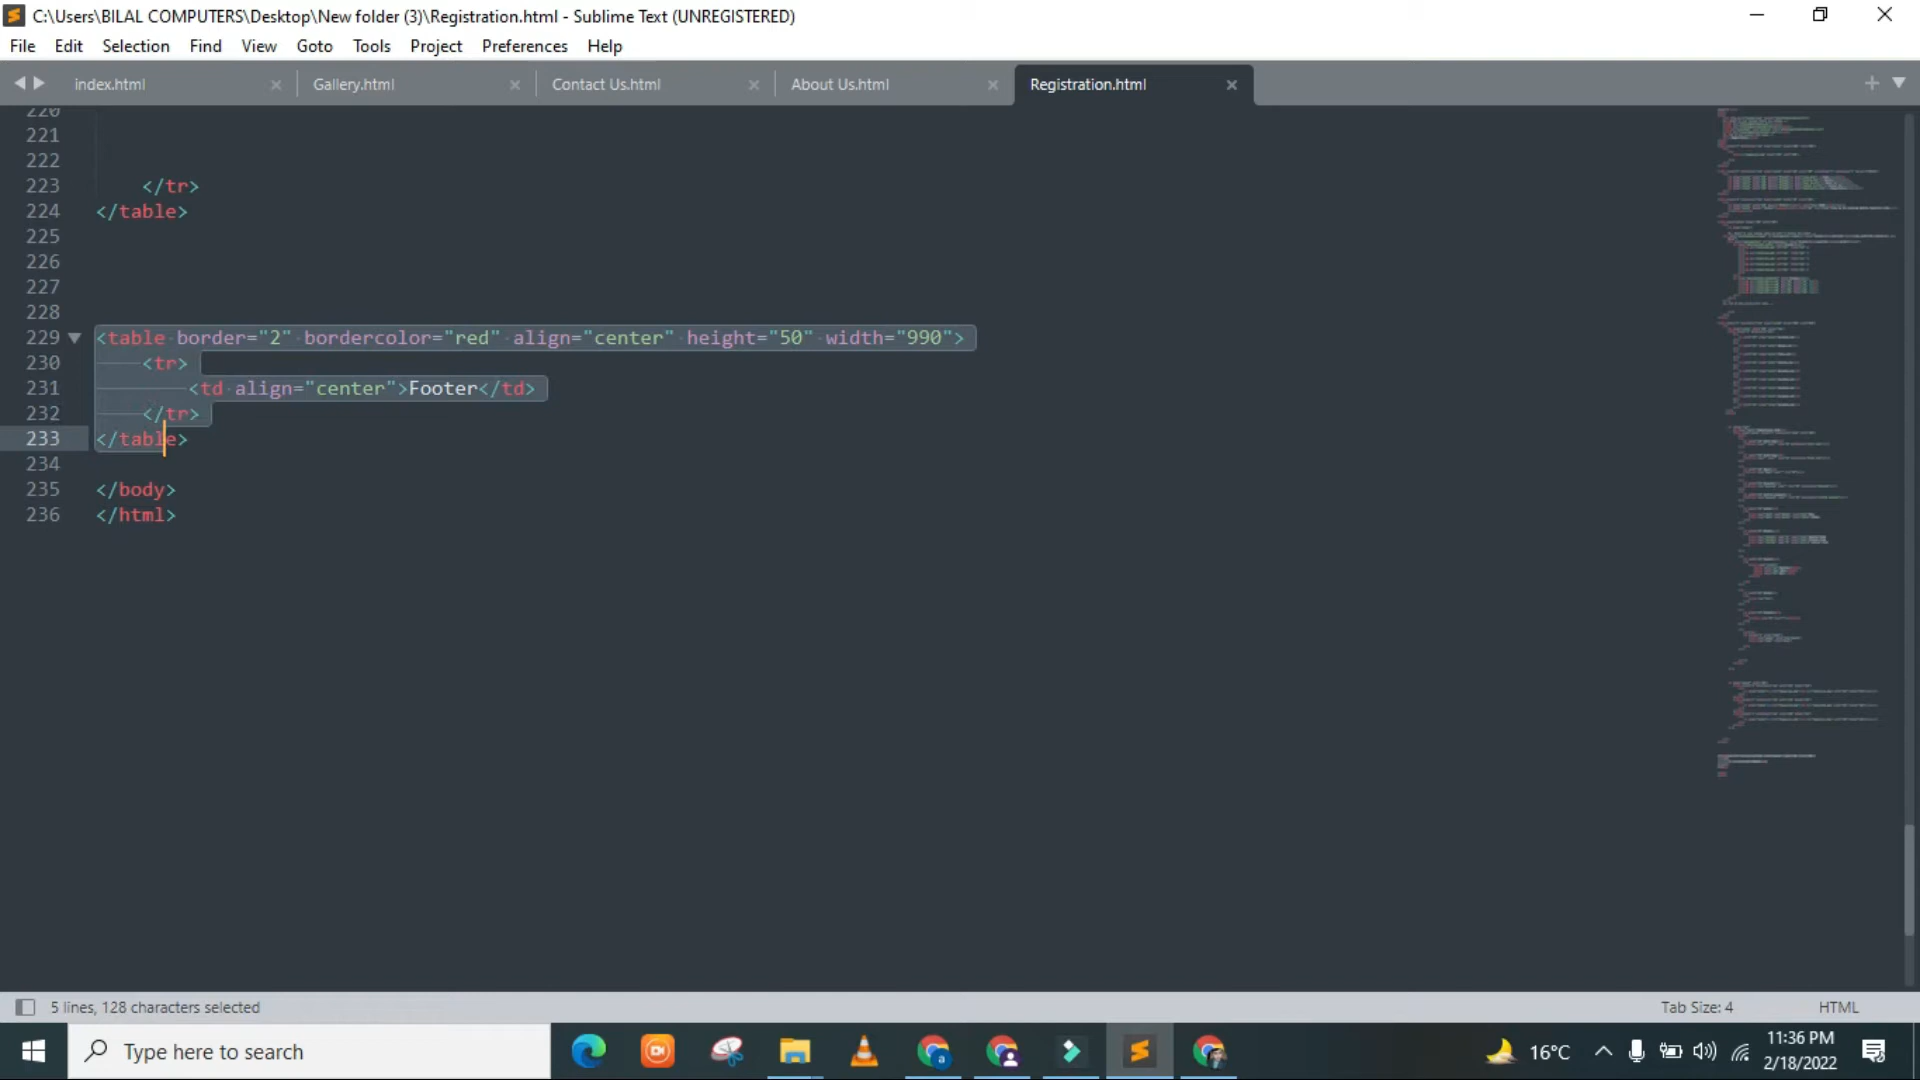 C:\Users\BILAL COMPUTERS\Desktop\New folder (3)\Registration.html - Sublime Text (UNREGISTERED)
File Edit Selection Find View Goto Tools Project Preferences Help
index.html × Gallery.html × Contact Us.html × About Us.html × Registration.html ×
220
221
222
223 </tr>
224 </table>
225
226
227
228
229 <table border="2" bordercolor="red" align="center" height="50" width="990">
230 <tr>
231 <td align="center">Footer</td>
232 </tr>
233 </table>
234
235 </body>
236 </html>
5 lines, 128 characters selected Tab Size: 4 HTML
Type here to search 16°C 11:36 PM
2/18/2022